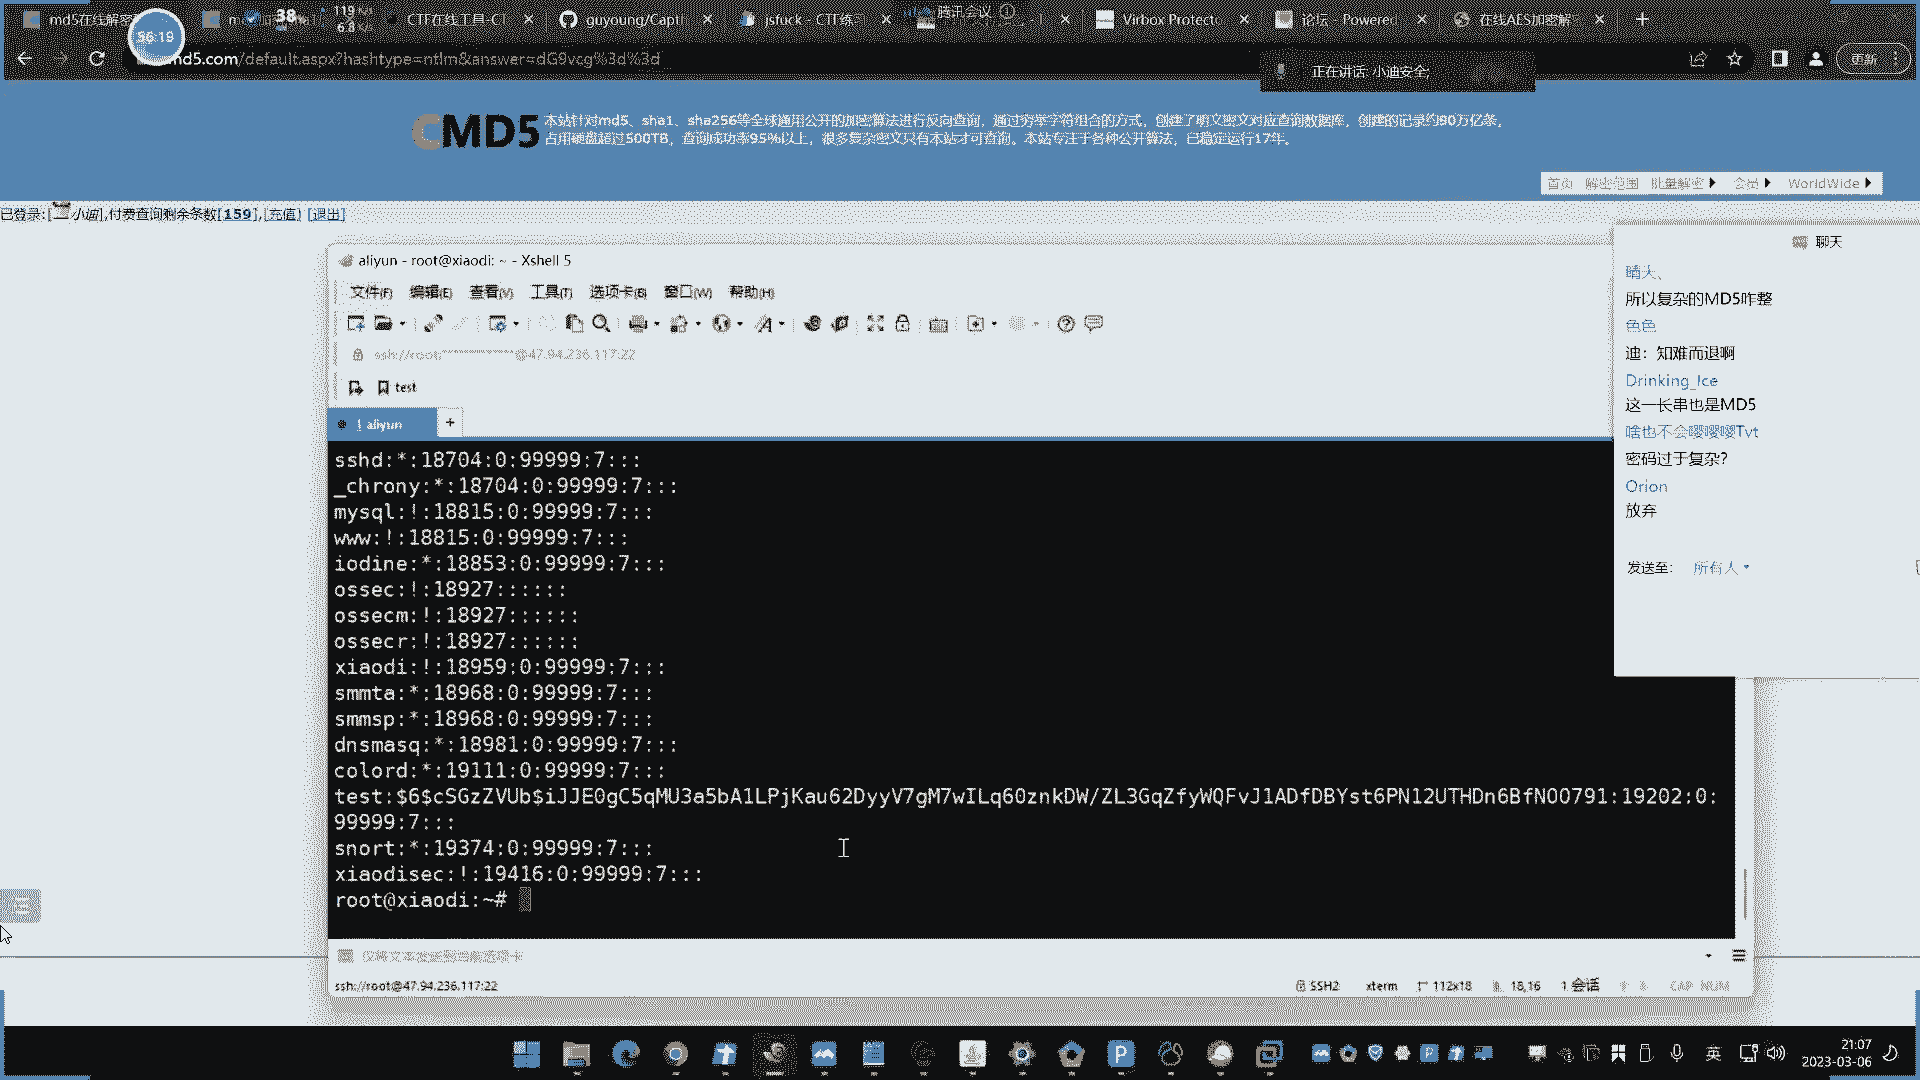 md5在线解密
38%
119 K/s
6.8
CTF在线工具-CT
guyoung/Capt
jsfuck - CTF练
腾讯会议
Virbox Protecto
论坛 - Powered
在线AES加密解
56:19
md5.com/default.aspx?hashtype=ntlm&answer=dG9vcg%3d%3d
更新
正在讲话: 小迪安全;
CMD5
本站针对md5、sha1、sha256等全球通用公开的加密算法进行反向查询，通过穷举字符组合的方式，创建了明文密文对应查询数据库，创建的记录约90万亿条，
占用硬盘超过500TB，查询成功率95%以上，很多复杂密文只有本站才可查询。本站专注于各种公开算法，已稳定运行17年。
首页 解密范围 批量解密 会员 WorldWide
已登录:[小迪],付费查询剩余条数[159],[充值] [退出]
aliyun - root@xiaodi: ~ - Xshell 5
文件(F) 编辑(E) 查看(V) 工具(T) 选项卡(B) 窗口(W) 帮助(H)
ssh://root:**************@47.94.236.117:22
test
1 aliyun
+
sshd:*:18704:0:99999:7:::
_chrony:*:18704:0:99999:7:::
mysql:!:18815:0:99999:7:::
www:!:18815:0:99999:7:::
iodine:*:18853:0:99999:7:::
ossec:!:18927::::::
ossecm:!:18927::::::
ossecr:!:18927::::::
xiaodi:!:18959:0:99999:7:::
smmta:*:18968:0:99999:7:::
smmsp:*:18968:0:99999:7:::
dnsmasq:*:18981:0:99999:7:::
colord:*:19111:0:99999:7:::
test:$6$cSGzZVUb$iJJE0gC5qMU3a5bA1LPjKau62DyyV7gM7wILq60znkDW/ZL3GqZfyWQFvJ1ADfDBYst6PN12UTHDn6BfNO0791:19202:0:
99999:7:::
snort:*:19374:0:99999:7:::
xiaodisec:!:19416:0:99999:7:::
root@xiaodi:~#
仅将文本发送到当前选项卡
ssh://root@47.94.236.117:22
SSH2
xterm
112x18
18,16
1 会话
CAP NUM
聊天
晴天、
所以复杂的MD5咋整
色色
迪：知难而退啊
Drinking_Ice
这一长串也是MD5
啥也不会嘤嘤嘤Tvt
密码过于复杂？
Orion
放弃
发送至: 所有人
英
21:07
2023-03-06